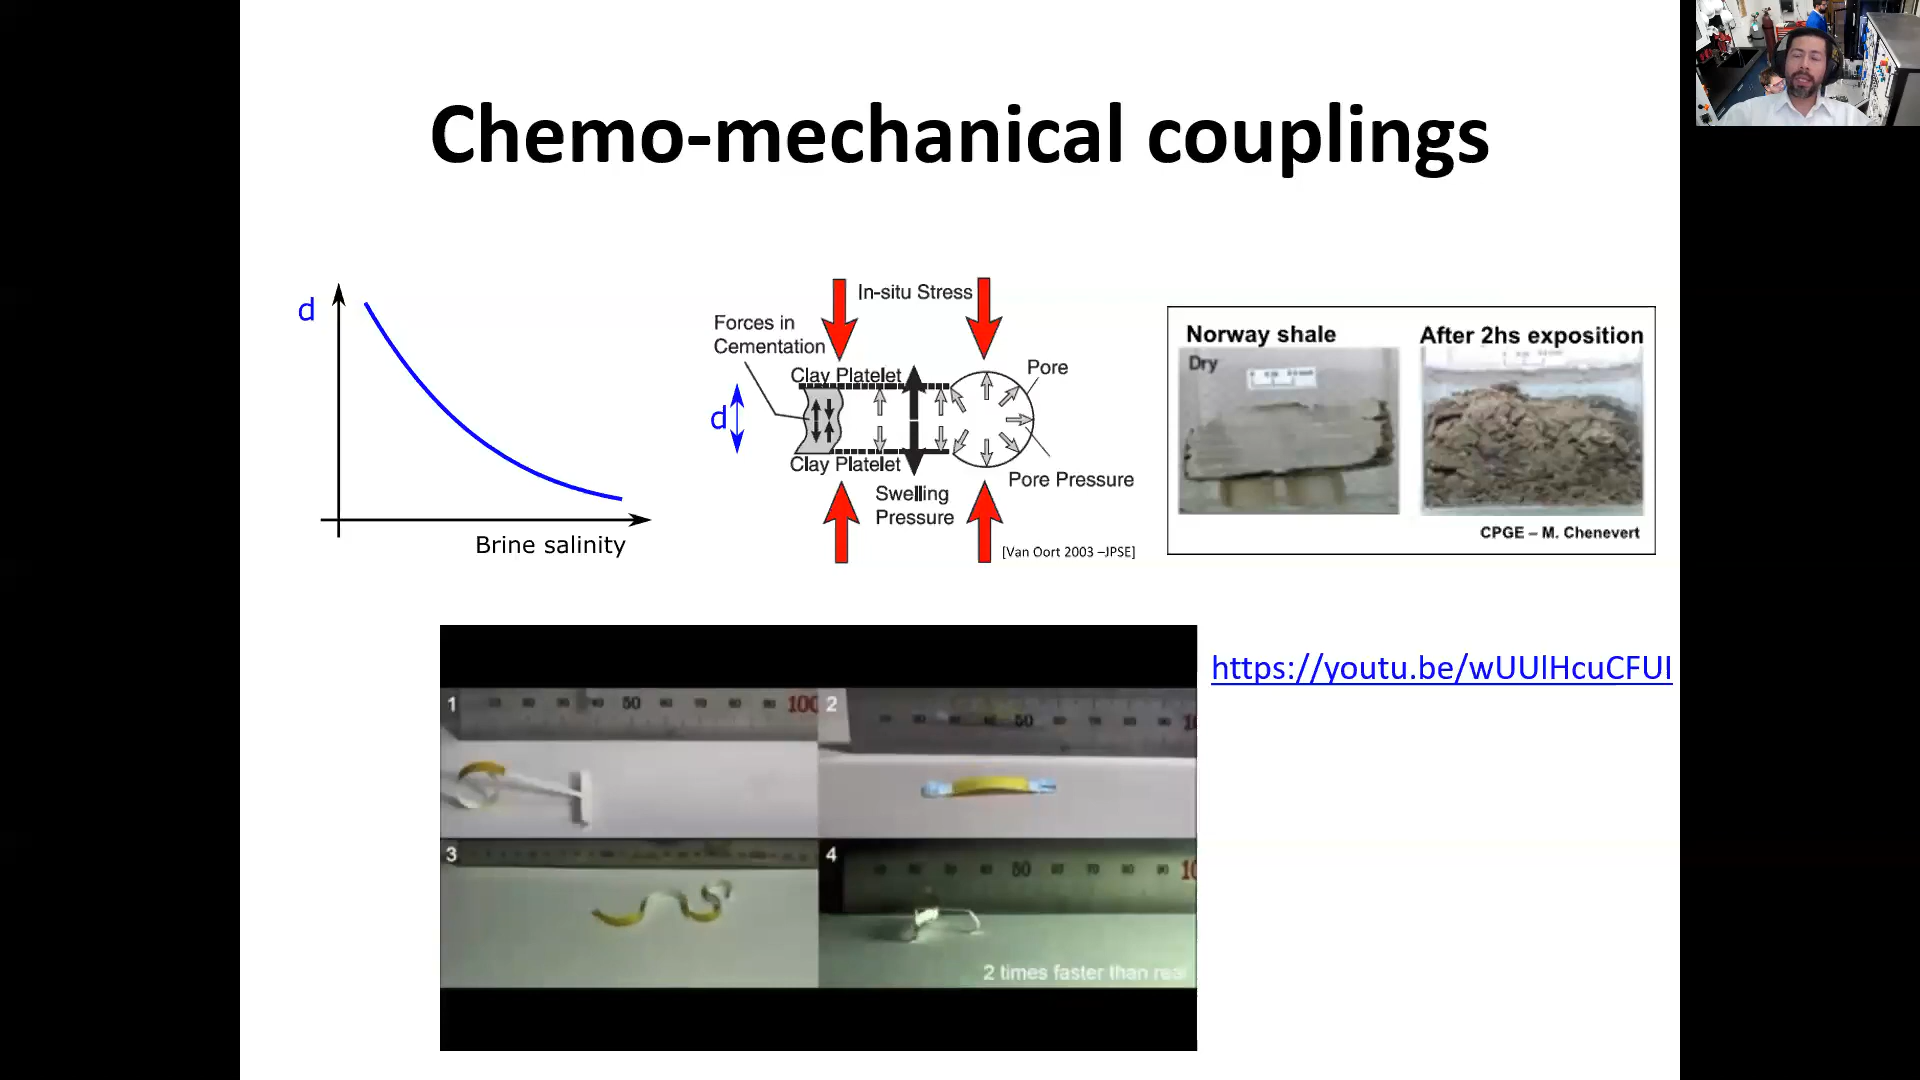 Chemo-mechanical couplings
d
Brine salinity
In-situ Stress
Forces in
Cementation
Clay Platelet
Pore
d
Clay Platelet
Swelling
Pressure
Pore Pressure
[Van Oort 2003 –JPSE]
Norway shale
After 2hs exposition
Dry
CPGE – M. Chenevert
https://youtu.be/wUUlHcuCFUI
1
50
100
2
50
3
4
50
2 times faster than real